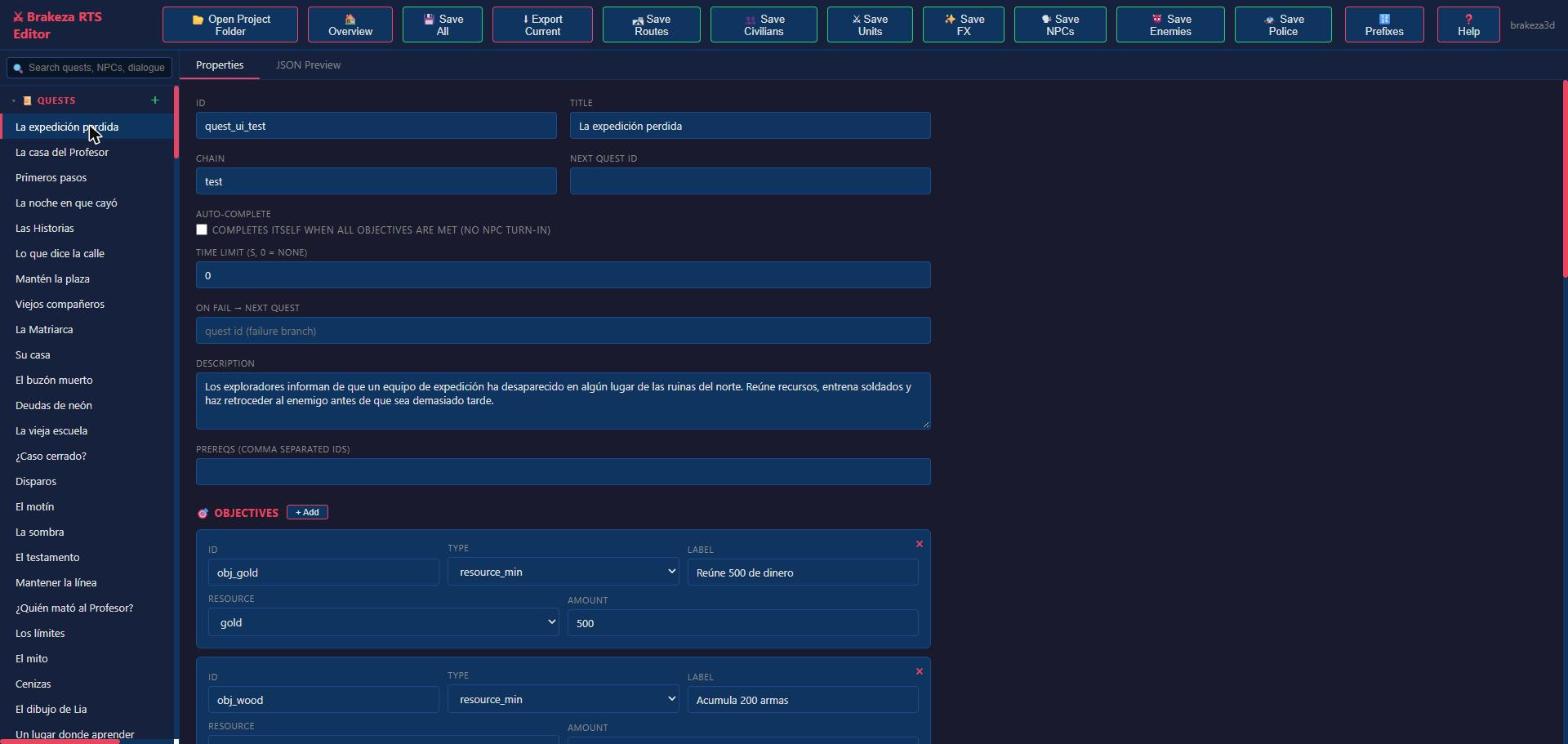 ⚔ Brakeza RTS
Editor
📂 Open Project
Folder
🏠
Overview
💾 Save
All
⬇ Export
Current
Save
Routes
👥 Save
Civilians
⚔ Save
Units
✨ Save
FX
🗣 Save
NPCs
👹 Save
Enemies
Save
Police
🔣
Prefixes
❓
Help
brakeza3d
🔍 Search quests, NPCs, dialogue
Properties
JSON Preview
📜 QUESTS +
La expedición perdida
La casa del Profesor
Primeros pasos
La noche en que cayó
Las Historias
Lo que dice la calle
Mantén la plaza
Viejos compañeros
La Matriarca
Su casa
El buzón muerto
Deudas de neón
La vieja escuela
¿Caso cerrado?
Disparos
El motín
La sombra
El testamento
Mantener la línea
¿Quién mató al Profesor?
Los límites
El mito
Cenizas
El dibujo de Lia
Un lugar donde aprender
ID
quest_ui_test
TITLE
La expedición perdida
CHAIN
test
NEXT QUEST ID
AUTO-COMPLETE
COMPLETES ITSELF WHEN ALL OBJECTIVES ARE MET (NO NPC TURN-IN)
TIME LIMIT (S, 0 = NONE)
0
ON FAIL → NEXT QUEST
quest id (failure branch)
DESCRIPTION
Los exploradores informan de que un equipo de expedición ha desaparecido en algún lugar de las ruinas del norte. Reúne recursos, entrena soldados y
haz retroceder al enemigo antes de que sea demasiado tarde.
PREREQS (COMMA SEPARATED IDS)
🎯 OBJECTIVES + Add
×
ID
obj_gold
TYPE
resource_min
LABEL
Reúne 500 de dinero
RESOURCE
gold
AMOUNT
500
×
ID
obj_wood
TYPE
resource_min
LABEL
Acumula 200 armas
RESOURCE
AMOUNT